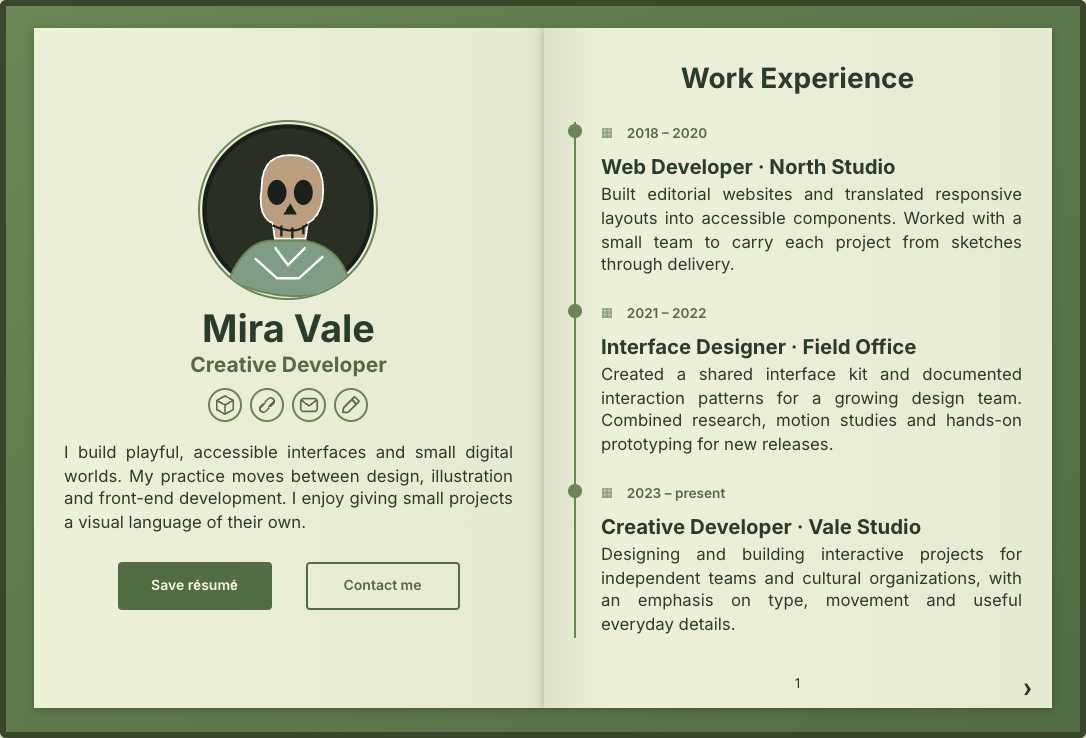 Mira Vale
Creative Developer
I build playful, accessible interfaces and small digital
worlds. My practice moves between design, illustration
and front-end development. I enjoy giving small projects
a visual language of their own.
Save résumé
Contact me
Work Experience
2018 – 2020
Web Developer · North Studio
Built editorial websites and translated responsive
layouts into accessible components. Worked with a
small team to carry each project from sketches
through delivery.
2021 – 2022
Interface Designer · Field Office
Created a shared interface kit and documented
interaction patterns for a growing design team.
Combined research, motion studies and hands-on
prototyping for new releases.
2023 – present
Creative Developer · Vale Studio
Designing and building interactive projects for
independent teams and cultural organizations, with
an emphasis on type, movement and useful
everyday details.
1
›